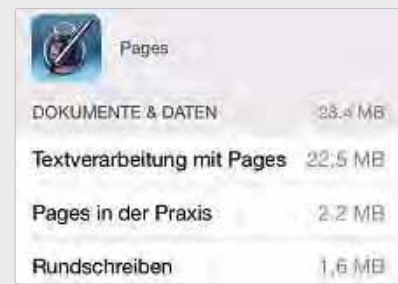 Pages
DOKUMENTE & DATEN 28.4 MB
Textverarbeitung mit Pages 22,5 MB
Pages in der Praxis 2.2 MB
Rundschreiben 1,6 MB